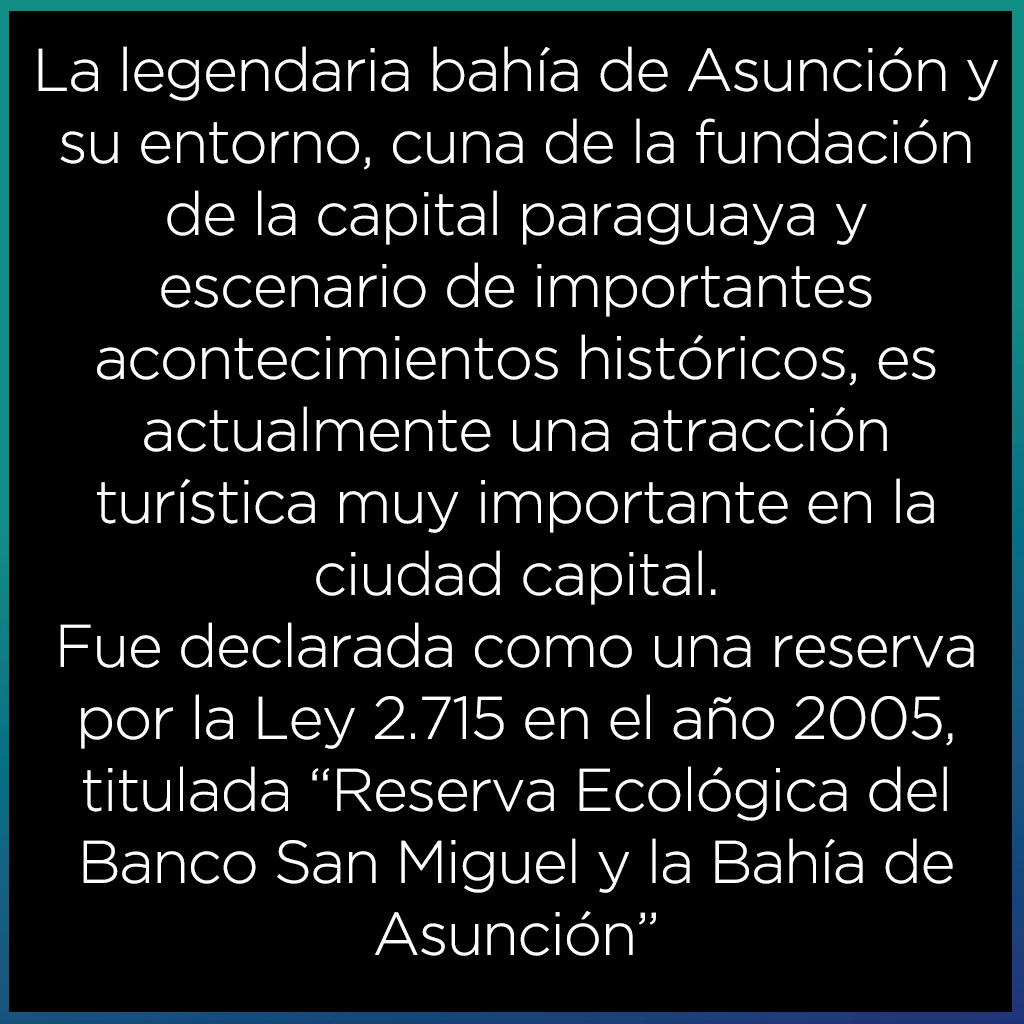 La legendaria bahía de Asunción y
su entorno, cuna de la fundación
de la capital paraguaya y
escenario de importantes
acontecimientos históricos, es
actualmente una atracción
turística muy importante en la
ciudad capital.
Fue declarada como una reserva
por la Ley 2.715 en el año 2005,
titulada “Reserva Ecológica del
Banco San Miguel y la Bahía de
Asunción”